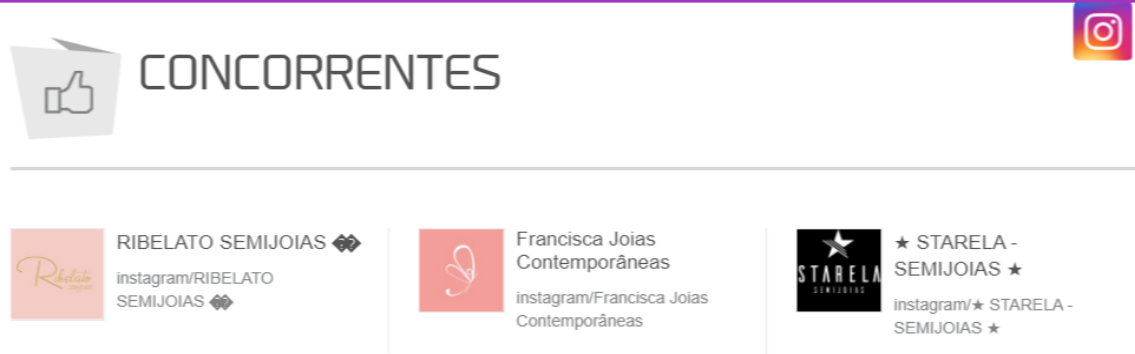 CONCORRENTES
RIBELATO SEMIJOIAS ��
instagram/RIBELATO
SEMIJOIAS ��
Ribelato
Francisca Joias
Contemporâneas
instagram/Francisca Joias
Contemporâneas
STARELA
SEMIJOIAS
★ STARELA -
SEMIJOIAS ★
instagram/★ STARELA -
SEMIJOIAS ★